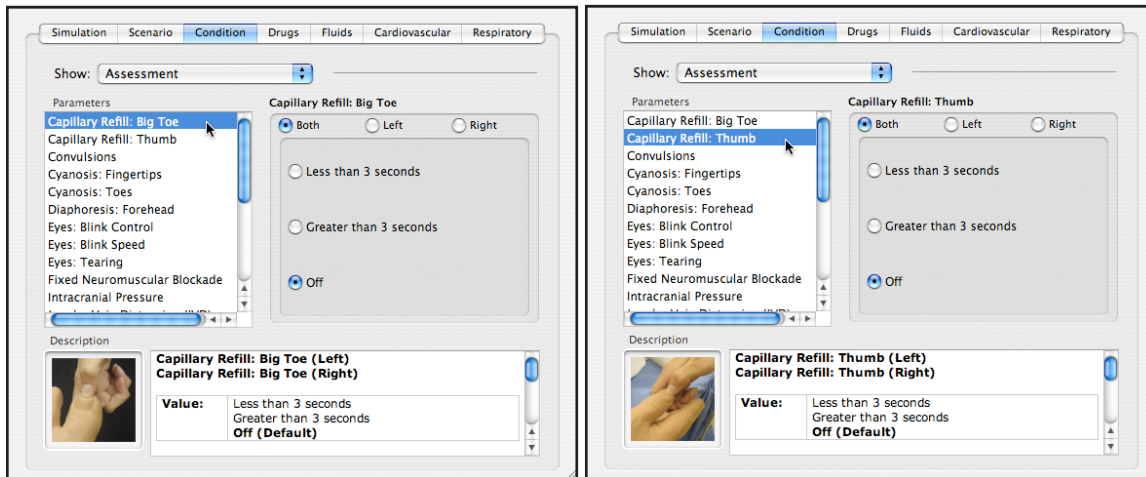 Simulation Scenario Condition Drugs Fluids Cardiovascular Respiratory
Show: Assessment
Parameters
Capillary Refill: Big Toe
Capillary Refill: Thumb
Convulsions
Cyanosis: Fingertips
Cyanosis: Toes
Diaphoresis: Forehead
Eyes: Blink Control
Eyes: Blink Speed
Eyes: Tearing
Fixed Neuromuscular Blockade
Intracranial Pressure
Capillary Refill: Big Toe
Both Left Right
Less than 3 seconds
Greater than 3 seconds
Off
Description
Capillary Refill: Big Toe (Left)
Capillary Refill: Big Toe (Right)
Value: Less than 3 seconds
Greater than 3 seconds
Off (Default)
Simulation Scenario Condition Drugs Fluids Cardiovascular Respiratory
Show: Assessment
Parameters
Capillary Refill: Big Toe
Capillary Refill: Thumb
Convulsions
Cyanosis: Fingertips
Cyanosis: Toes
Diaphoresis: Forehead
Eyes: Blink Control
Eyes: Blink Speed
Eyes: Tearing
Fixed Neuromuscular Blockade
Intracranial Pressure
Capillary Refill: Thumb
Both Left Right
Less than 3 seconds
Greater than 3 seconds
Off
Description
Capillary Refill: Thumb (Left)
Capillary Refill: Thumb (Right)
Value: Less than 3 seconds
Greater than 3 seconds
Off (Default)